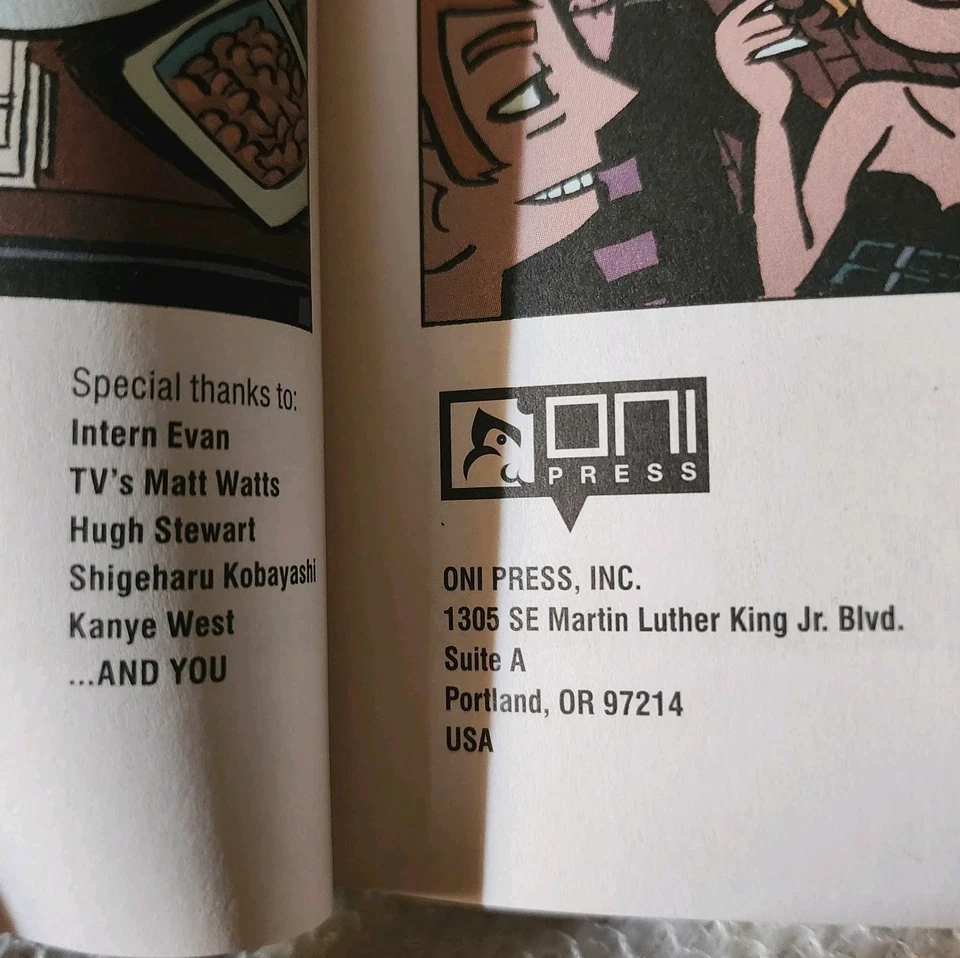 Special thanks to:
Intern Evan
TV's Matt Watts
Hugh Stewart
Shigeharu Kobayashi
Kanye West
...AND YOU
ONI
PRESS
ONI PRESS, INC.
1305 SE Martin Luther King Jr. Blvd.
Suite A
Portland, OR 97214
USA